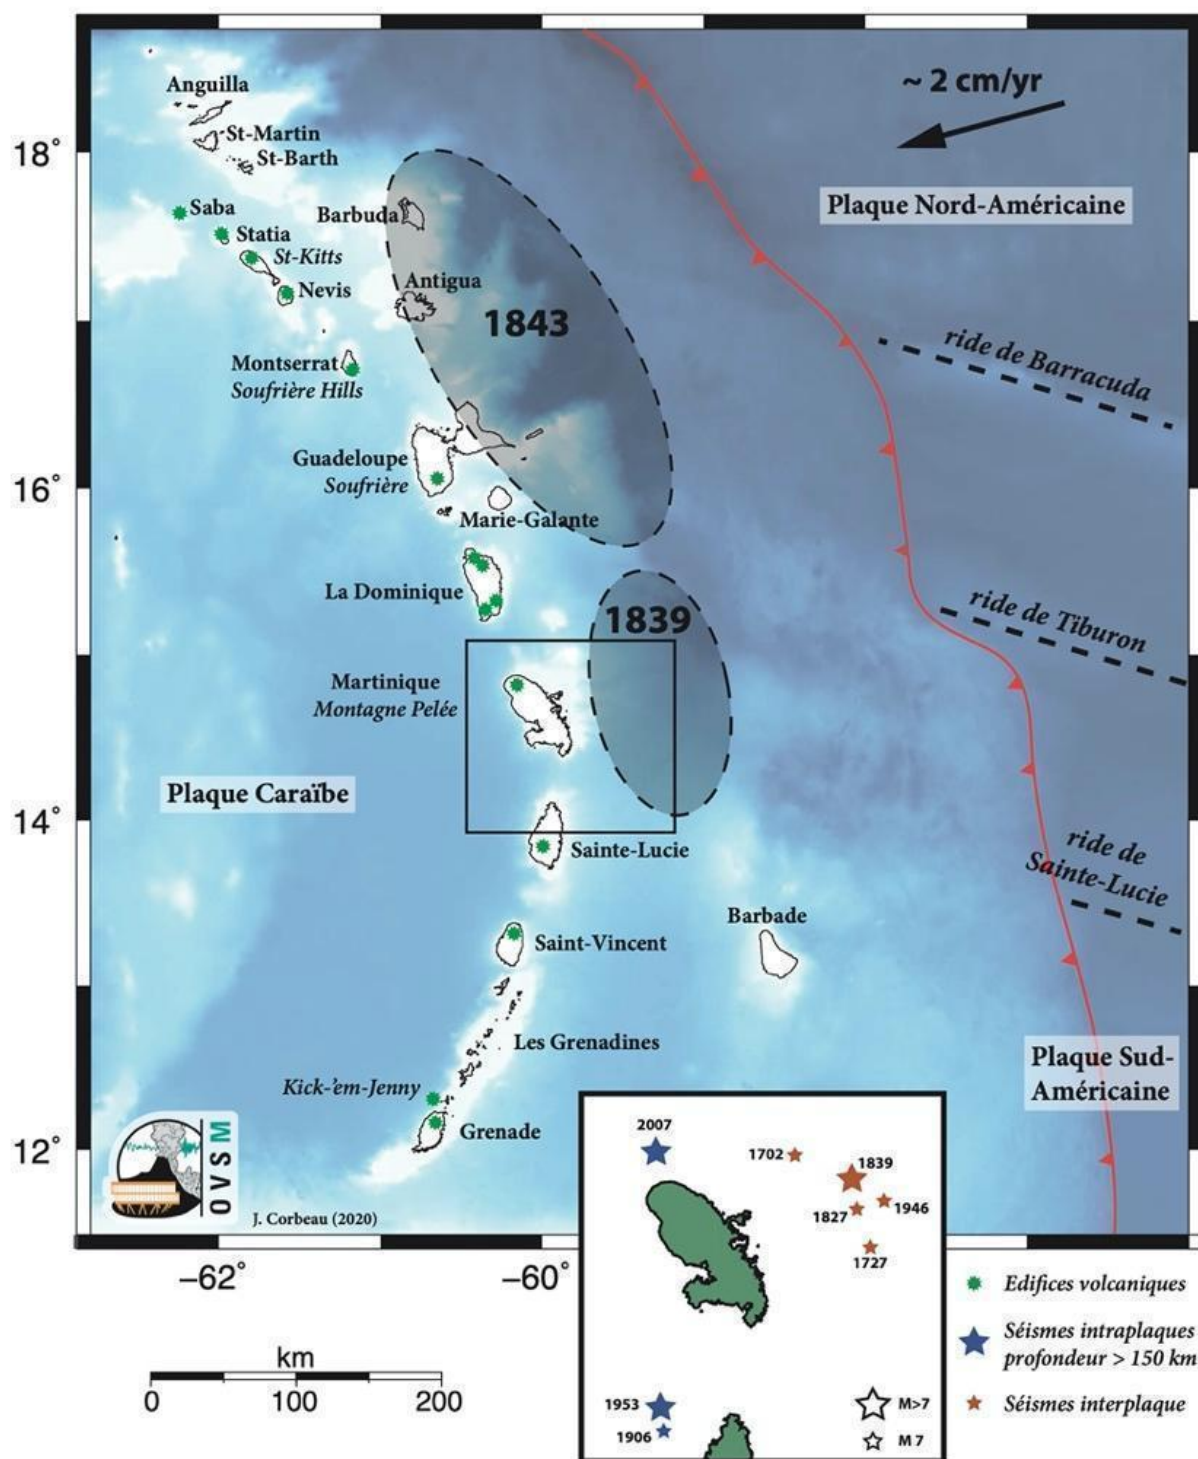 Anguilla
~ 2 cm/yr
18°
St-Martin
St-Barth
Plaque Nord-Américaine
Saba
Barbuda
Statia
St-Kitts
Antigua
Nevis
1843
ride de Barracuda
Montserrat
Soufrière Hills
Guadeloupe
Soufrière
16°
Marie-Galante
La Dominique
1839
ride de Tiburon
Martinique
Montagne Pelée
Plaque Caraïbe
14°
Sainte-Lucie
ride de
Sainte-Lucie
Barbade
Saint-Vincent
Les Grenadines
Plaque Sud-
Américaine
Kick-'em-Jenny
Grenade
12°
OVSM
J. Corbeau (2020)
−62°
−60°
2007
1702
1839
1827
1946
1727
1953
1906
M>7
M 7
Edifices volcaniques
Séismes intraplaques
profondeur > 150 km
Séismes interplaque
km
0 100 200